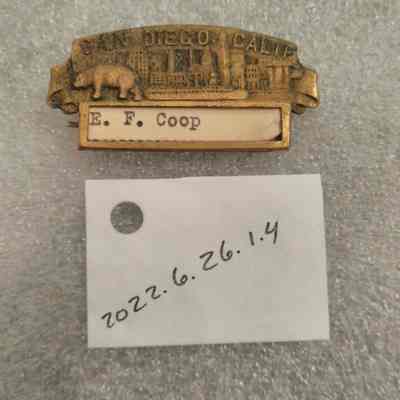 SAN DIEGO, CALIF
E. F. Coop
2022.6.26.1.4